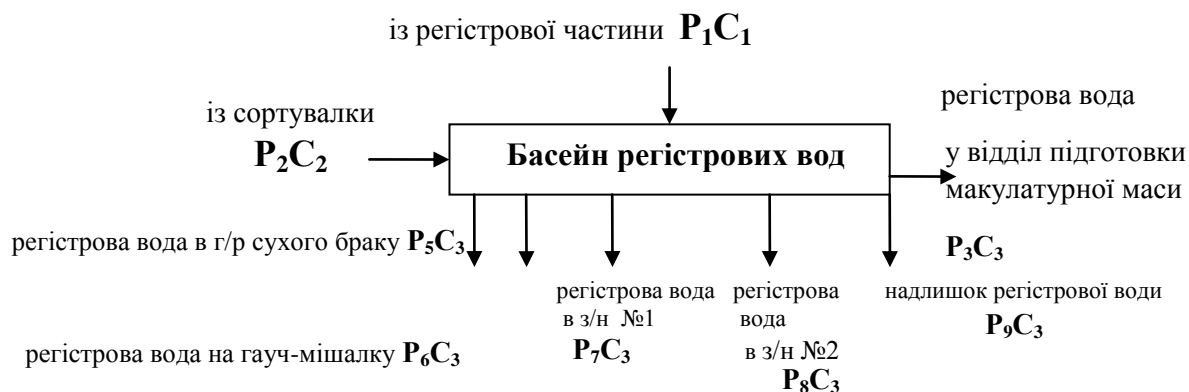 із регістрової частини P₁C₁
регістрова вода
із сортувалки
P₂C₂
Басейн регістрових вод
у відділ підготовки
макулатурної маси
регістрова вода в г/р сухого браку P₅C₃
P₃C₃
регістрова вода
в з/н №1
P₇C₃
регістрова
вода
в з/н №2
P₈C₃
надлишок регістрової води
P₉C₃
регістрова вода на гауч-мішалку P₆C₃